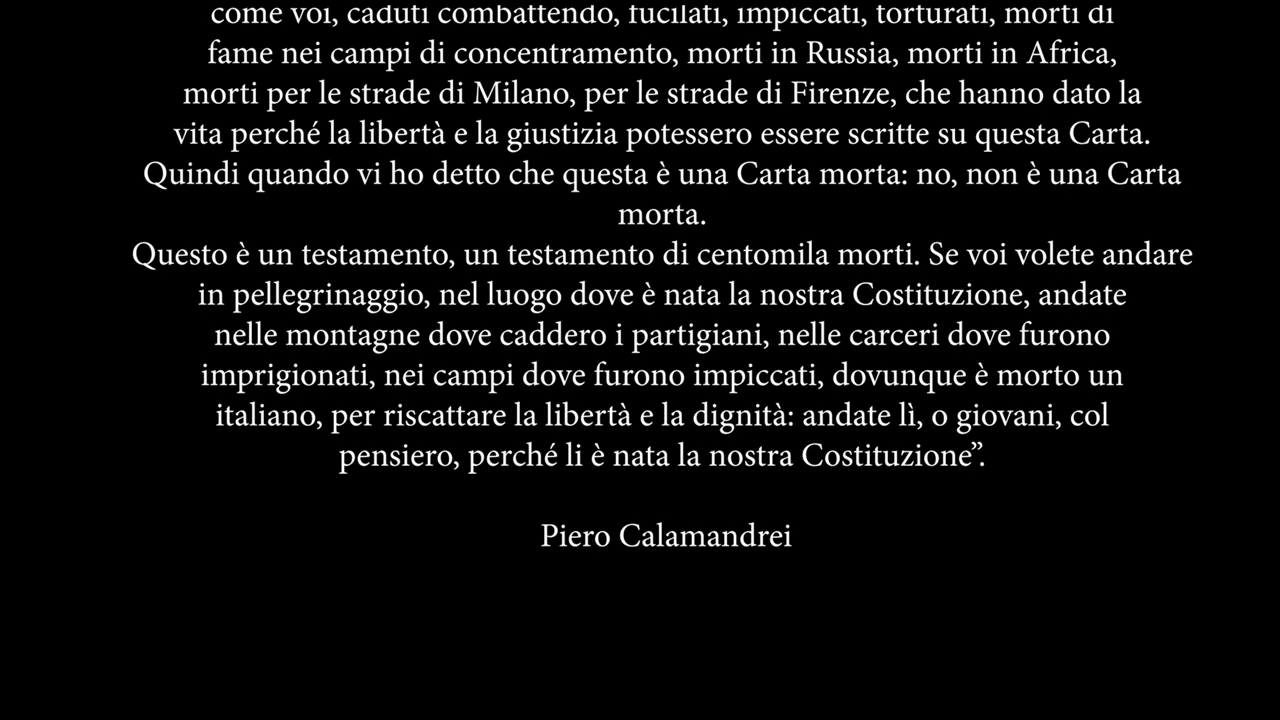 come voi, caduti combattendo, fucilati, impiccati, torturati, morti di
fame nei campi di concentramento, morti in Russia, morti in Africa,
morti per le strade di Milano, per le strade di Firenze, che hanno dato la
vita perché la libertà e la giustizia potessero essere scritte su questa Carta.
Quindi quando vi ho detto che questa è una Carta morta: no, non è una Carta
morta.
Questo è un testamento, un testamento di centomila morti. Se voi volete andare
in pellegrinaggio, nel luogo dove è nata la nostra Costituzione, andate
nelle montagne dove caddero i partigiani, nelle carceri dove furono
imprigionati, nei campi dove furono impiccati, dovunque è morto un
italiano, per riscattare la libertà e la dignità: andate lì, o giovani, col
pensiero, perché li è nata la nostra Costituzione”.
Piero Calamandrei